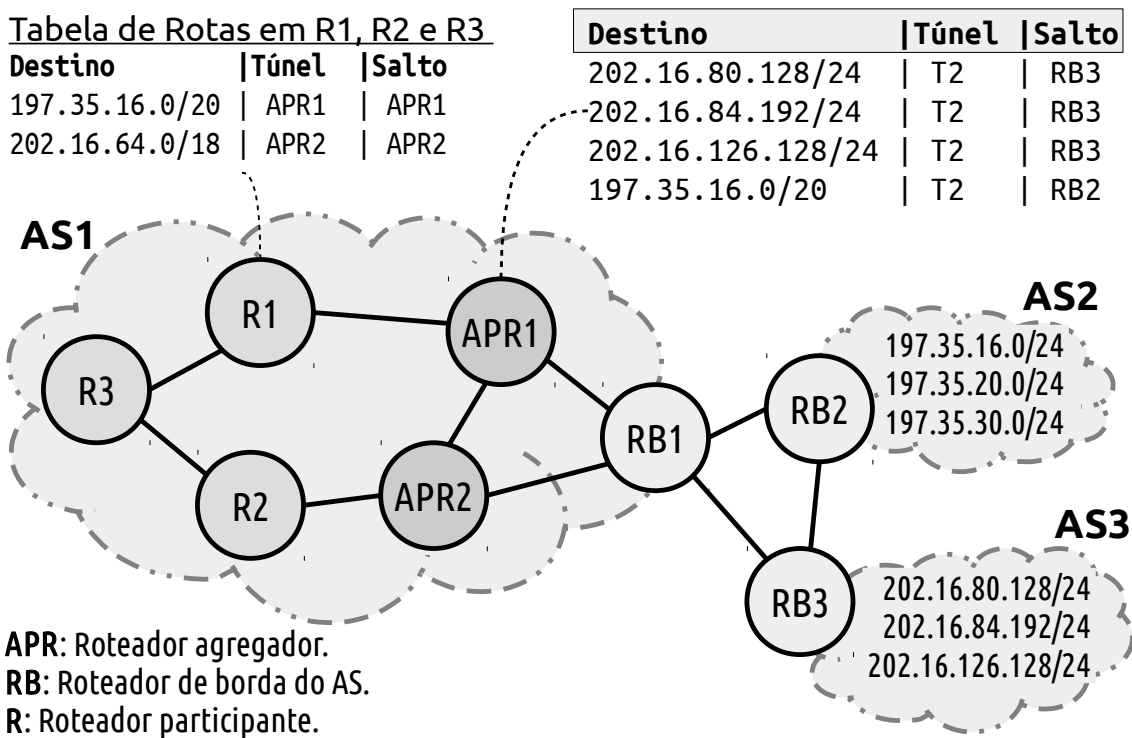 Tabela de Rotas em R1, R2 e R3
Destino |Túnel |Salto
197.35.16.0/20 | APR1 | APR1
202.16.64.0/18 | APR2 | APR2
Destino |Túnel |Salto
202.16.80.128/24 | T2 | RB3
202.16.84.192/24 | T2 | RB3
202.16.126.128/24 | T2 | RB3
197.35.16.0/20 | T2 | RB2
AS1
R1
APR1
R3
R2
APR2
RB1
AS2
RB2
197.35.16.0/24
197.35.20.0/24
197.35.30.0/24
AS3
RB3
202.16.80.128/24
202.16.84.192/24
202.16.126.128/24
APR: Roteador agregador.
RB: Roteador de borda do AS.
R: Roteador participante.